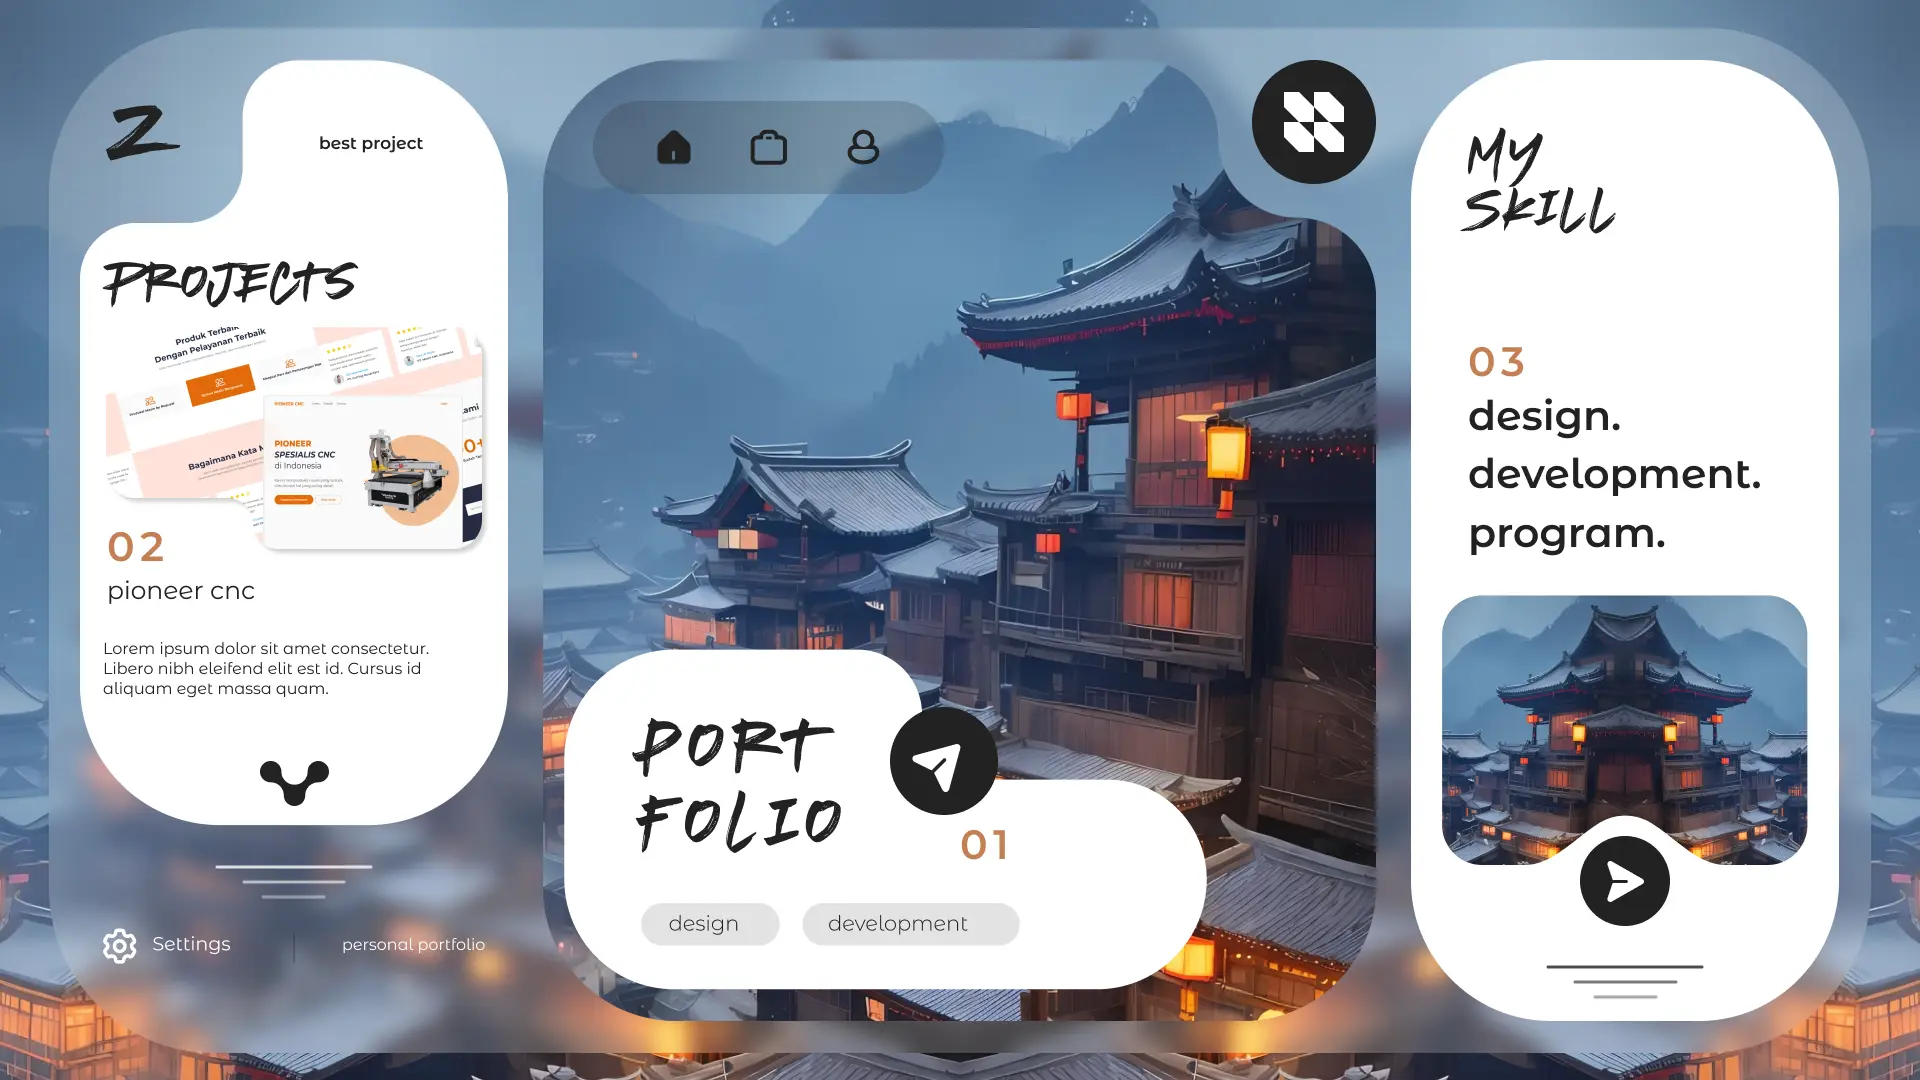 Z
best project
PROJECTS
Produk Terbaik
Dengan Pelayanan Terbaik
Bagaimana Kata
PIONEER CNC
PIONEER
SPESIALIS CNC
di Indonesia
02
pioneer cnc
Lorem ipsum dolor sit amet consectetur.
Libero nibh eleifend elit est id. Cursus id
aliquam eget massa quam.
Settings
personal portfolio
PORT
FOLIO
01
design
development
MY
SKILL
03
design.
development.
program.